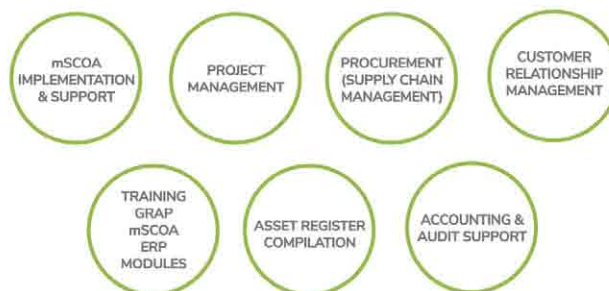 mSCOA
IMPLEMENTATION
& SUPPORT
PROJECT
MANAGEMENT
PROCUREMENT
(SUPPLY CHAIN
MANAGEMENT)
CUSTOMER
RELATIONSHIP
MANAGEMENT
TRAINING
GRAP
mSCOA
ERP
MODULES
ASSET REGISTER
COMPILATION
ACCOUNTING &
AUDIT SUPPORT